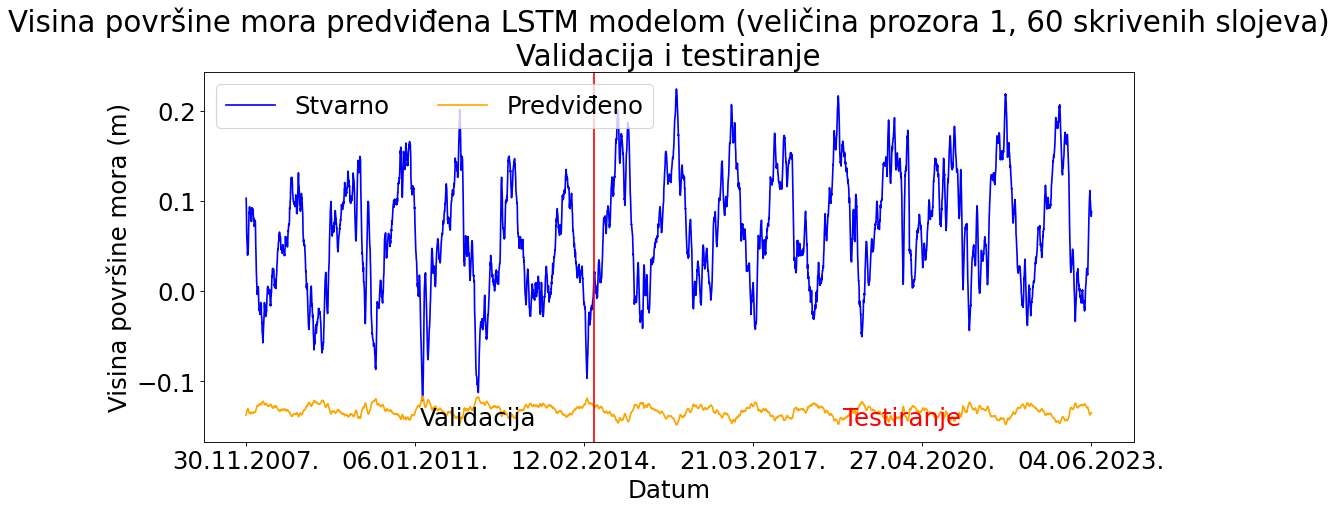 Visina površine mora predviđena LSTM modelom (veličina prozora 1, 60 skrivenih slojeva)
Validacija i testiranje
Stvarno
Predviđeno
Visina površine mora (m)
0.2
0.1
0.0
−0.1
Validacija
Testiranje
30.11.2007.
06.01.2011.
12.02.2014.
21.03.2017.
27.04.2020.
04.06.2023.
Datum